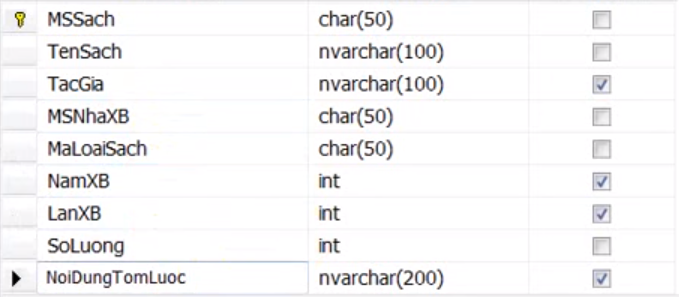 MSSach char(50)
TenSach nvarchar(100)
TacGia nvarchar(100)
MSNhaXB char(50)
MaLoaiSach char(50)
NamXB int
LanXB int
SoLuong int
NoiDungTomLuoc nvarchar(200)